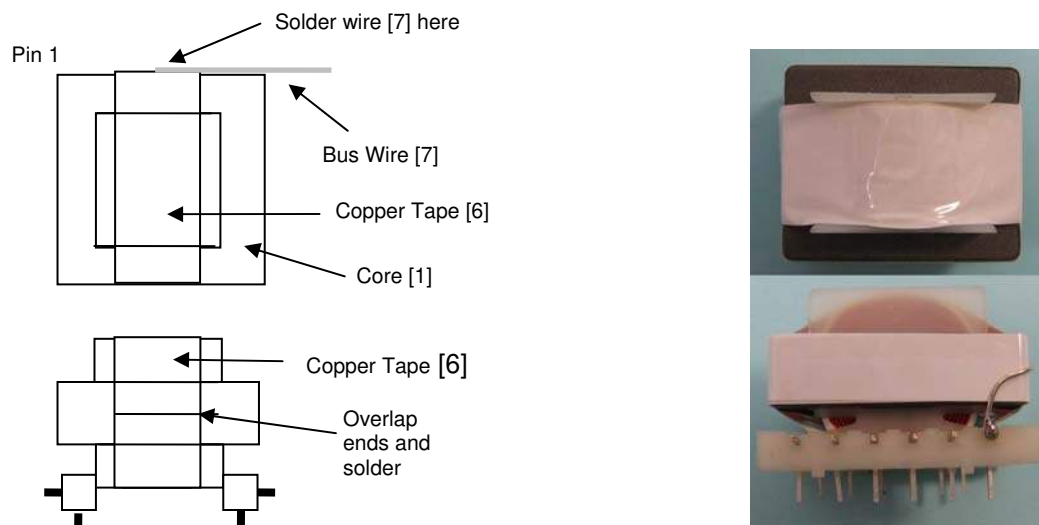 Solder wire [7] here
Pin 1
Bus Wire [7]
Copper Tape [6]
Core [1]
Copper Tape [6]
Overlap
ends and
solder